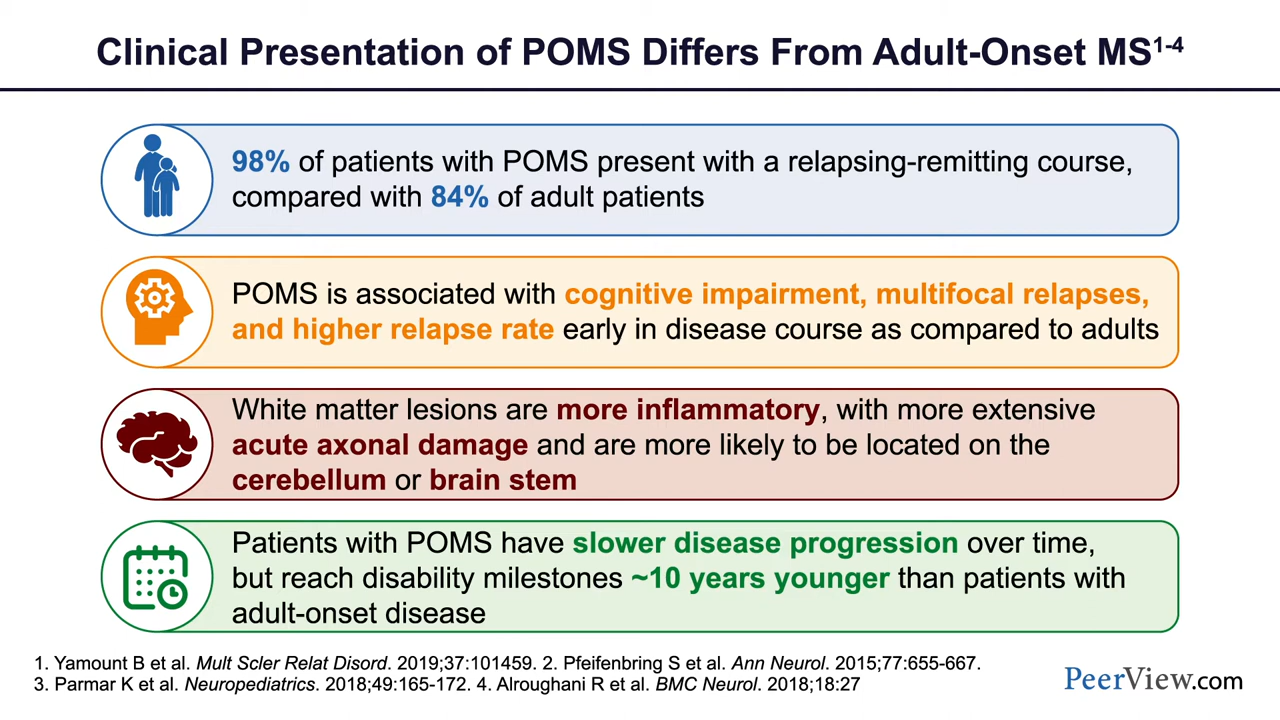 Clinical Presentation of POMS Differs From Adult-Onset MS1-4
98% of patients with POMS present with a relapsing-remitting course,
compared with 84% of adult patients
POMS is associated with cognitive impairment, multifocal relapses,
and higher relapse rate early in disease course as compared to adults
White matter lesions are more inflammatory, with more extensive
acute axonal damage and are more likely to be located on the
cerebellum or brain stem
Patients with POMS have slower disease progression over time,
but reach disability milestones ~10 years younger than patients with
adult-onset disease
1. Yamount B et al. Mult Scler Relat Disord. 2019;37:101459. 2. Pfeifenbring S et al. Ann Neurol. 2015;77:655-667.
3. Parmar K et al. Neuropediatrics. 2018;49:165-172. 4. Alroughani R et al. BMC Neurol. 2018;18:27
PeerView.com